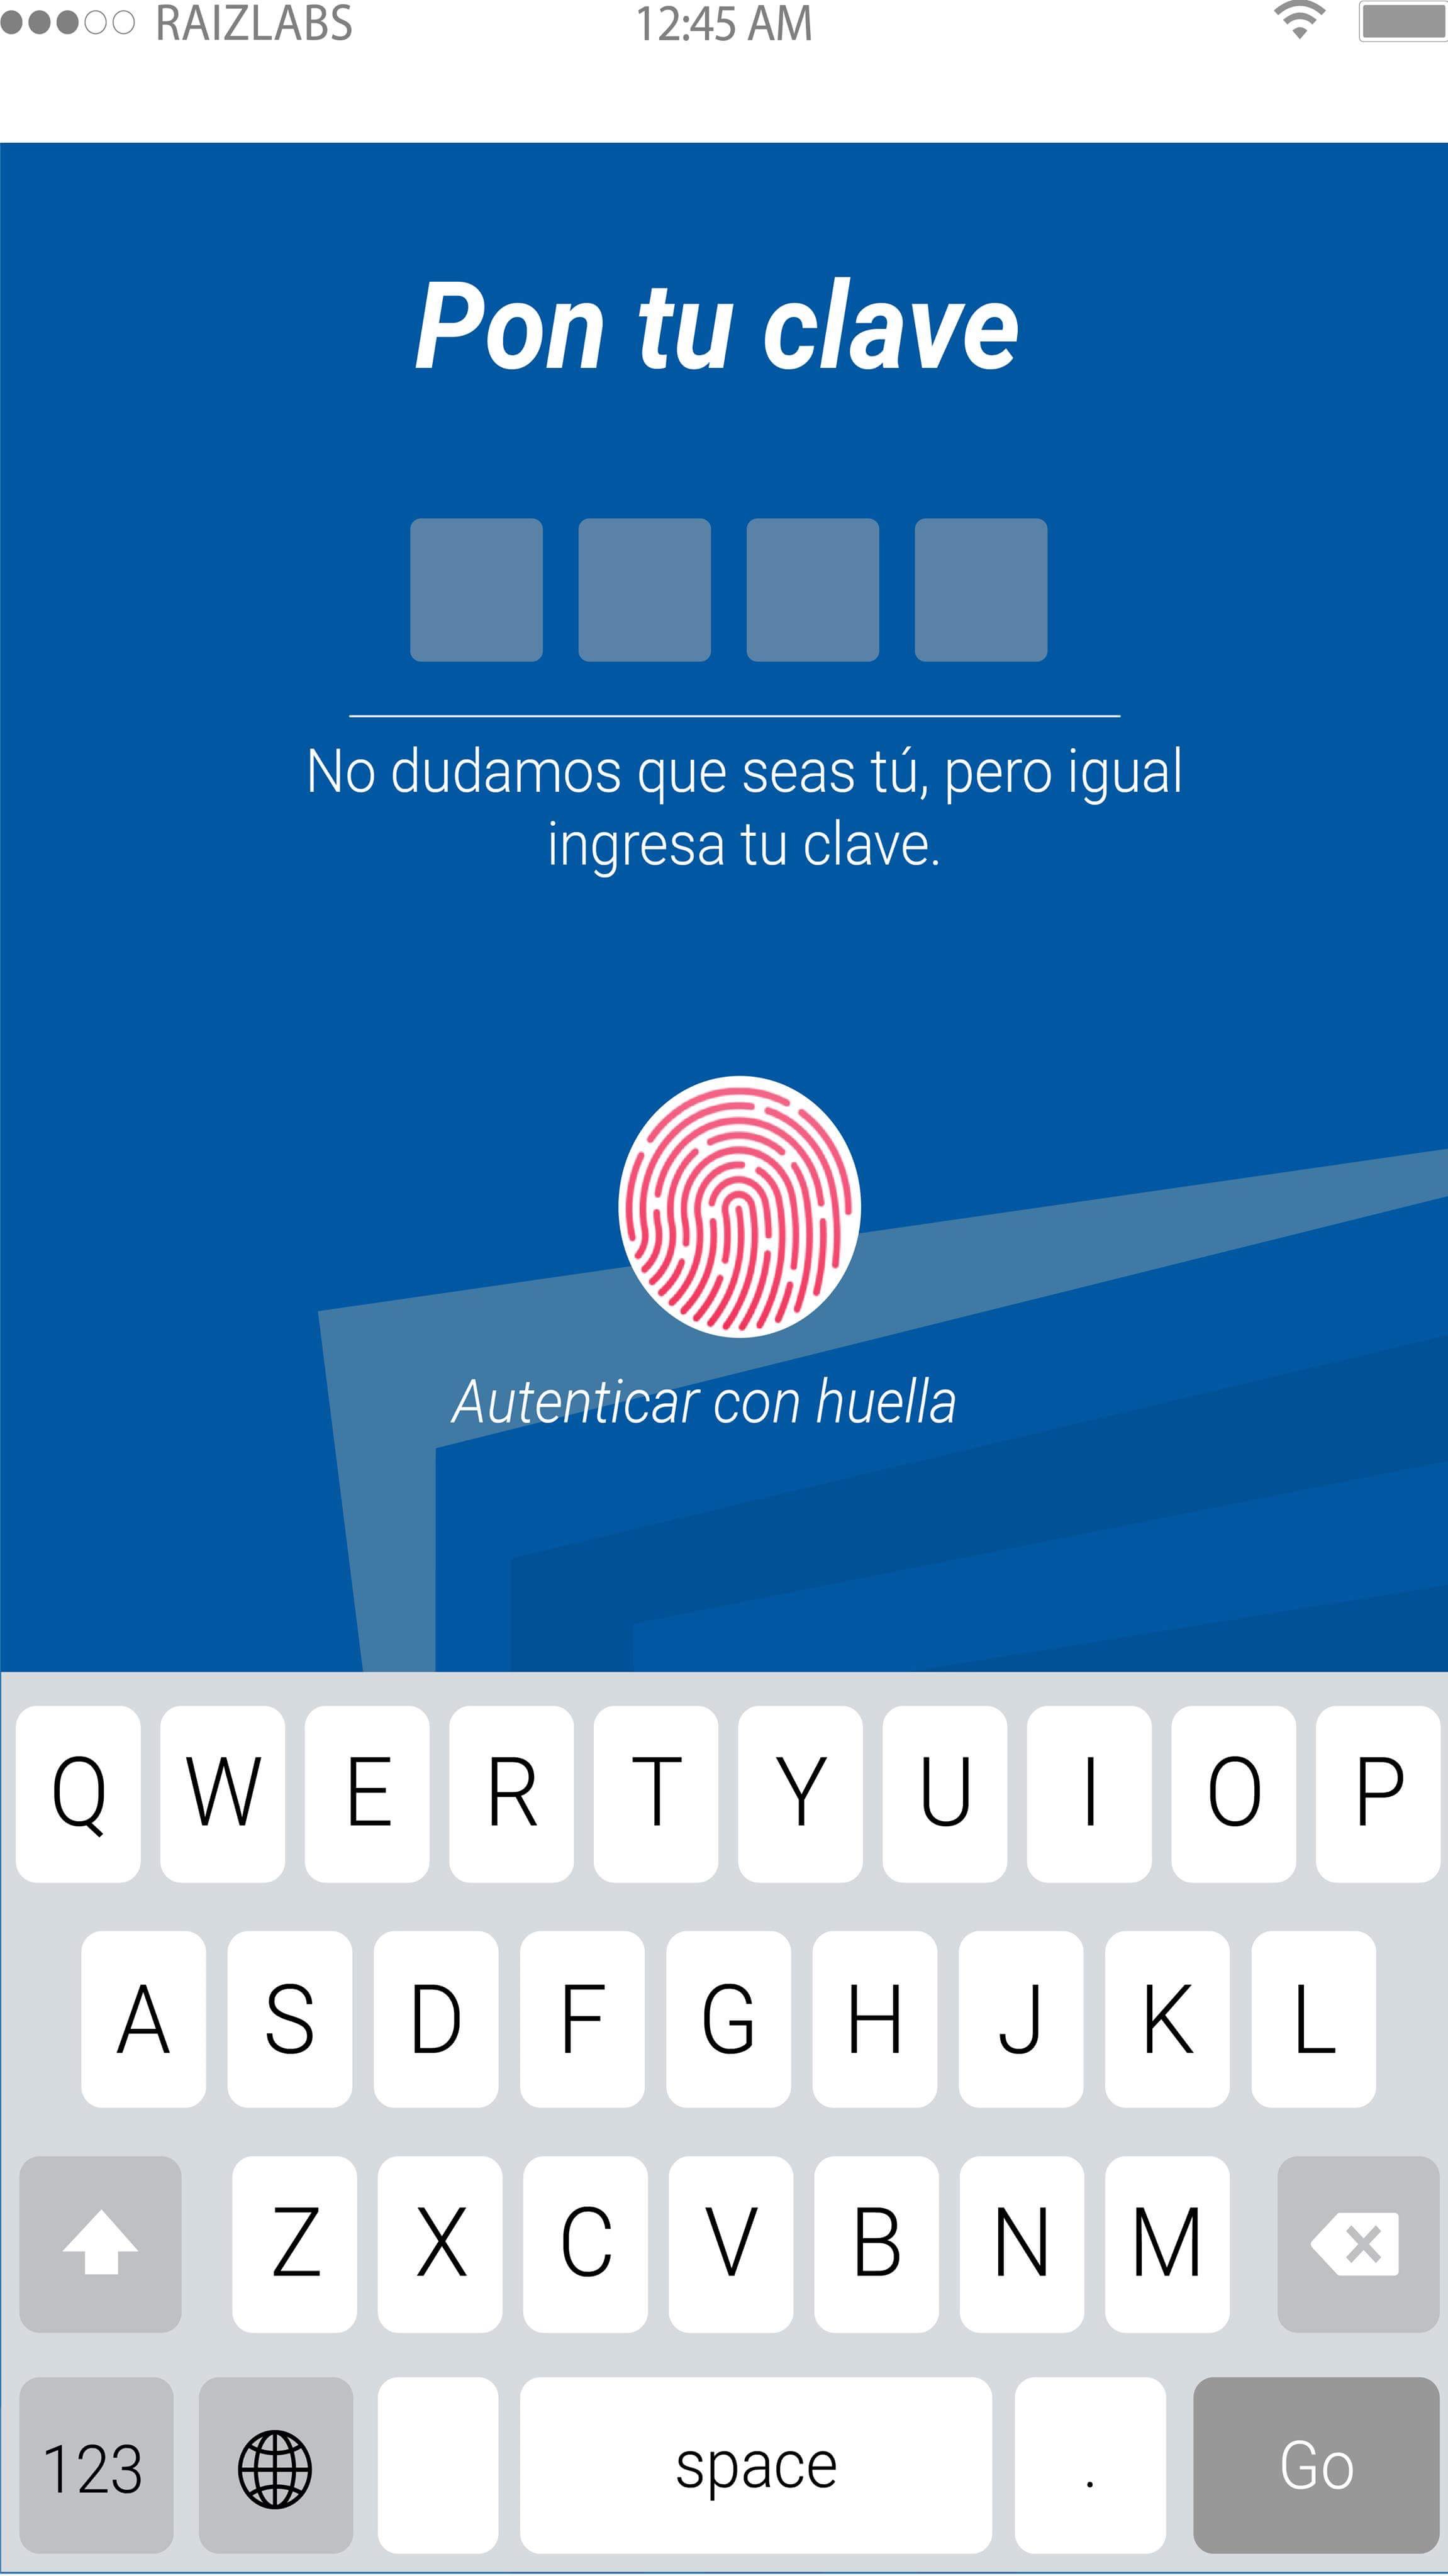 RAIZLABS 12:45 AM
Pon tu clave
No dudamos que seas tú, pero igual
ingresa tu clave.
Autenticar con huella
Q W E R T Y U I O P
A S D F G H J K L
Z X C V B N M
123 space . Go